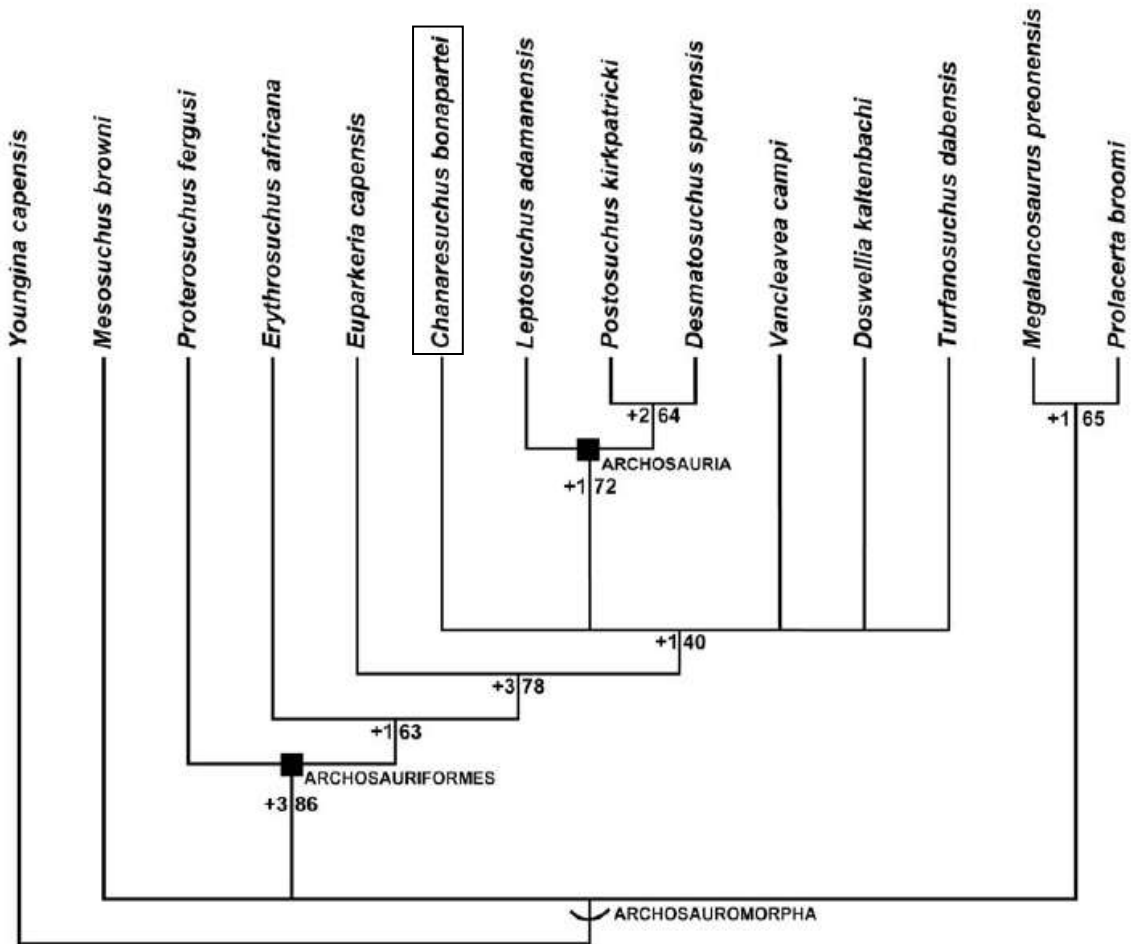 Youngina capensis
Mesosuchus browni
Proterosuchus fergusi
Erythrosuchus africana
Euparkeria capensis
Chanaresuchus bonapartei
Leptosuchus adamanensis
Postosuchus kirkpatricki
Desmatosuchus spurensis
Vancleavea campi
Doswellia kaltenbachi
Turfanosuchus dabensis
Megalancosaurus preonensis
Prolacerta broomi
+2 64
+1 65
ARCHOSAURIA
+1 72
+1 40
+3 78
+1 63
ARCHOSAURIFORMES
+3 86
ARCHOSAUROMORPHA